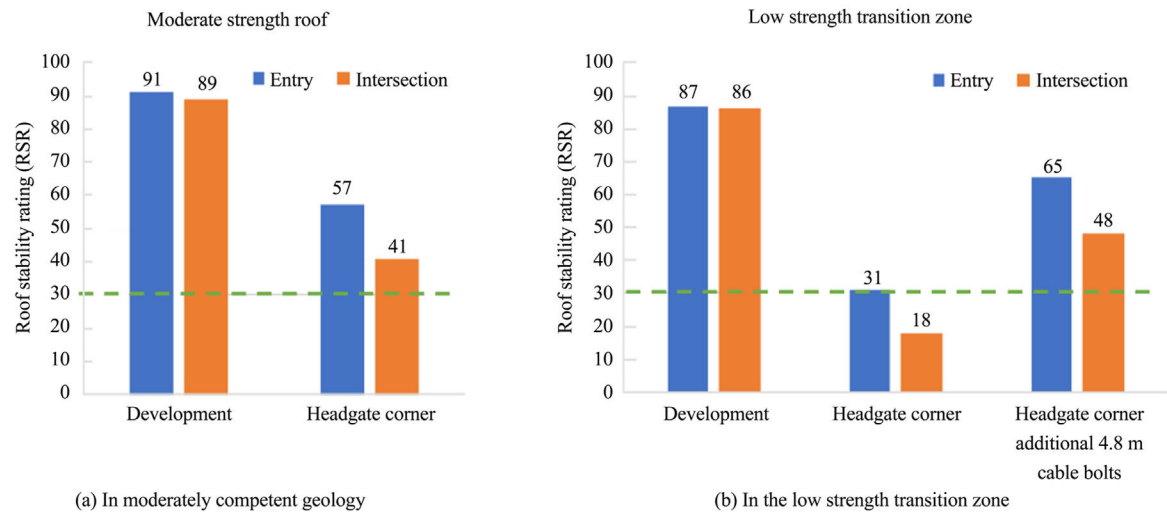 Moderate strength roof
Roof stability rating (RSR)
100
90
80
70
60
50
40
30
20
10
0
Entry
Intersection
91
89
57
41
Development
Headgate corner
(a) In moderately competent geology
Low strength transition zone
Roof stability rating (RSR)
100
90
80
70
60
50
40
30
20
10
0
Entry
Intersection
87
86
31
18
65
48
Development
Headgate corner
Headgate corner
additional 4.8 m
cable bolts
(b) In the low strength transition zone